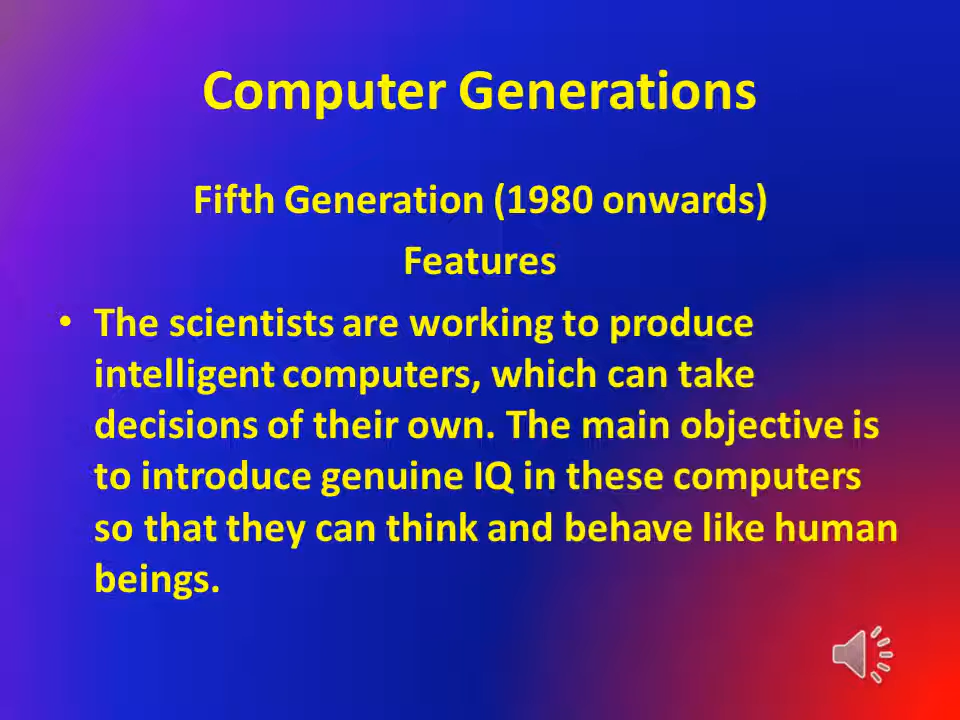 Computer Generations
Fifth Generation (1980 onwards)
Features
• The scientists are working to produce
intelligent computers, which can take
decisions of their own. The main objective is
to introduce genuine IQ in these computers
so that they can think and behave like human
beings.